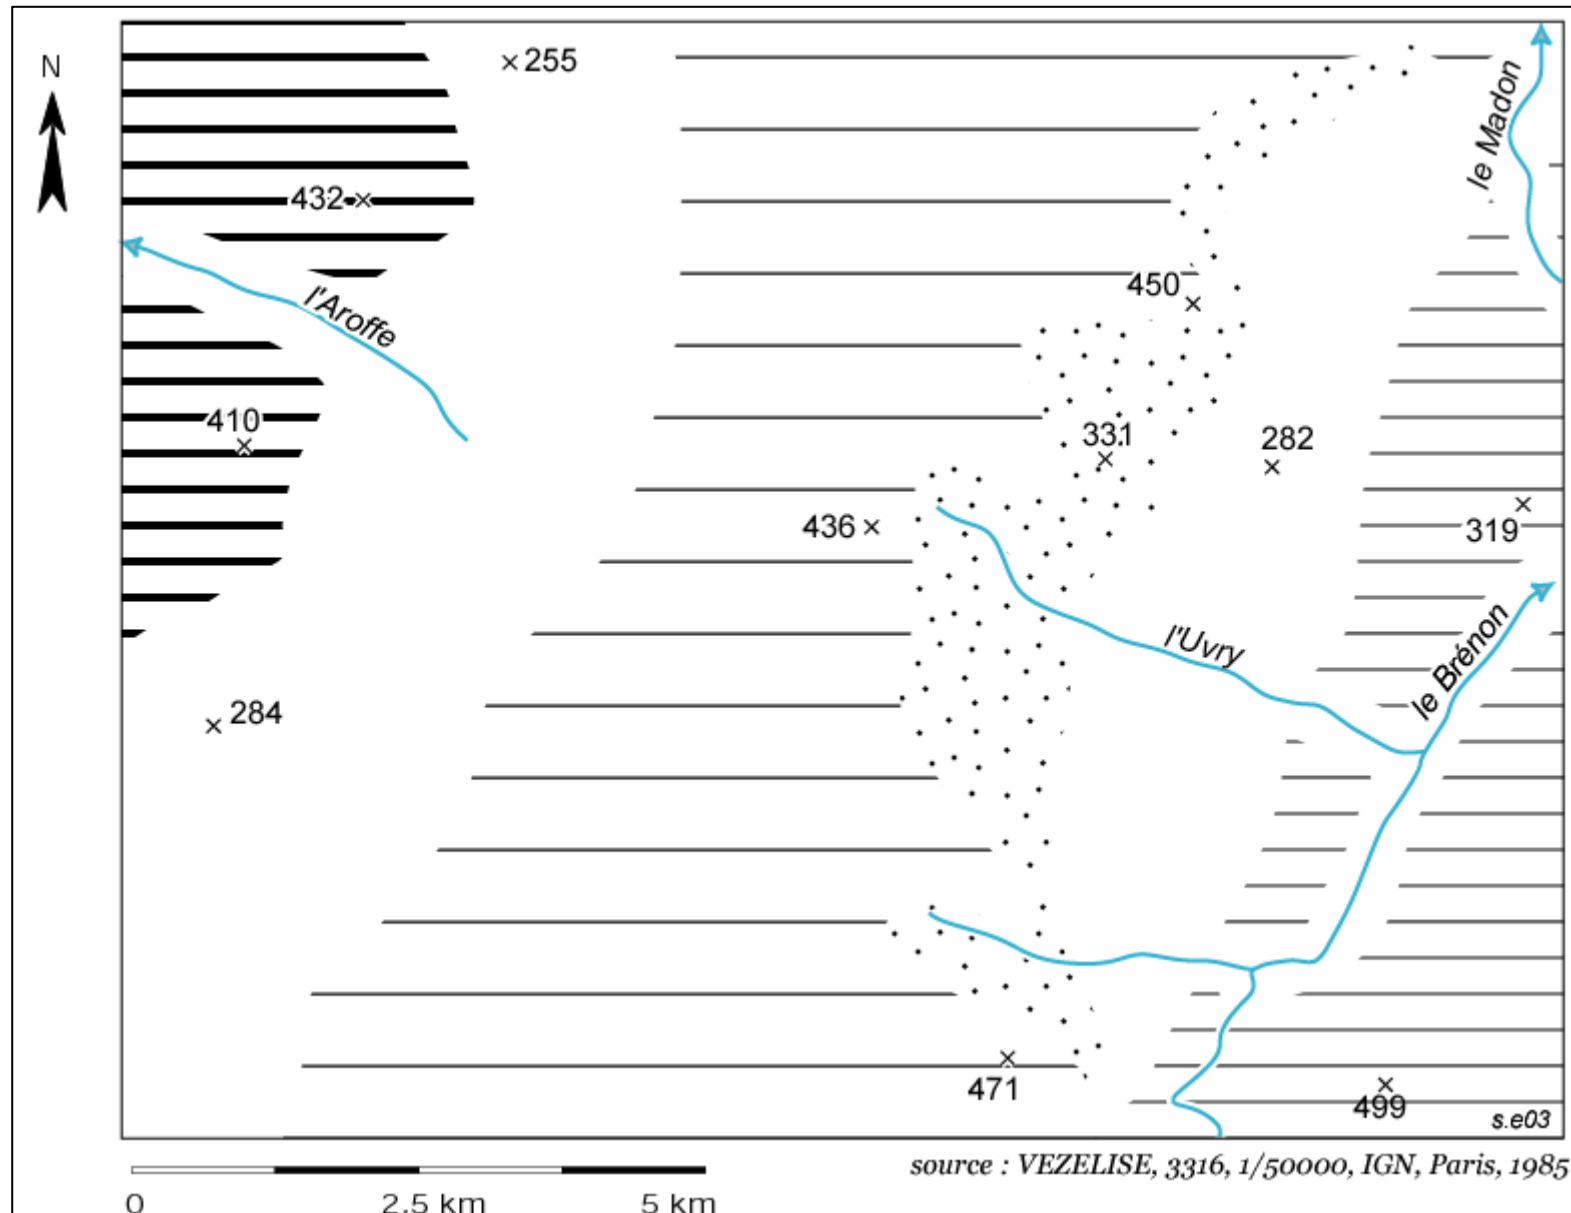 N
255
le Madon
432
450
l'Aroffe
410
331
282
436
319
l'Uvry
le Brénon
284
471
499
s.e03
0
2,5 km
5 km
source : VEZELISE, 3316, 1/50000, IGN, Paris, 1985